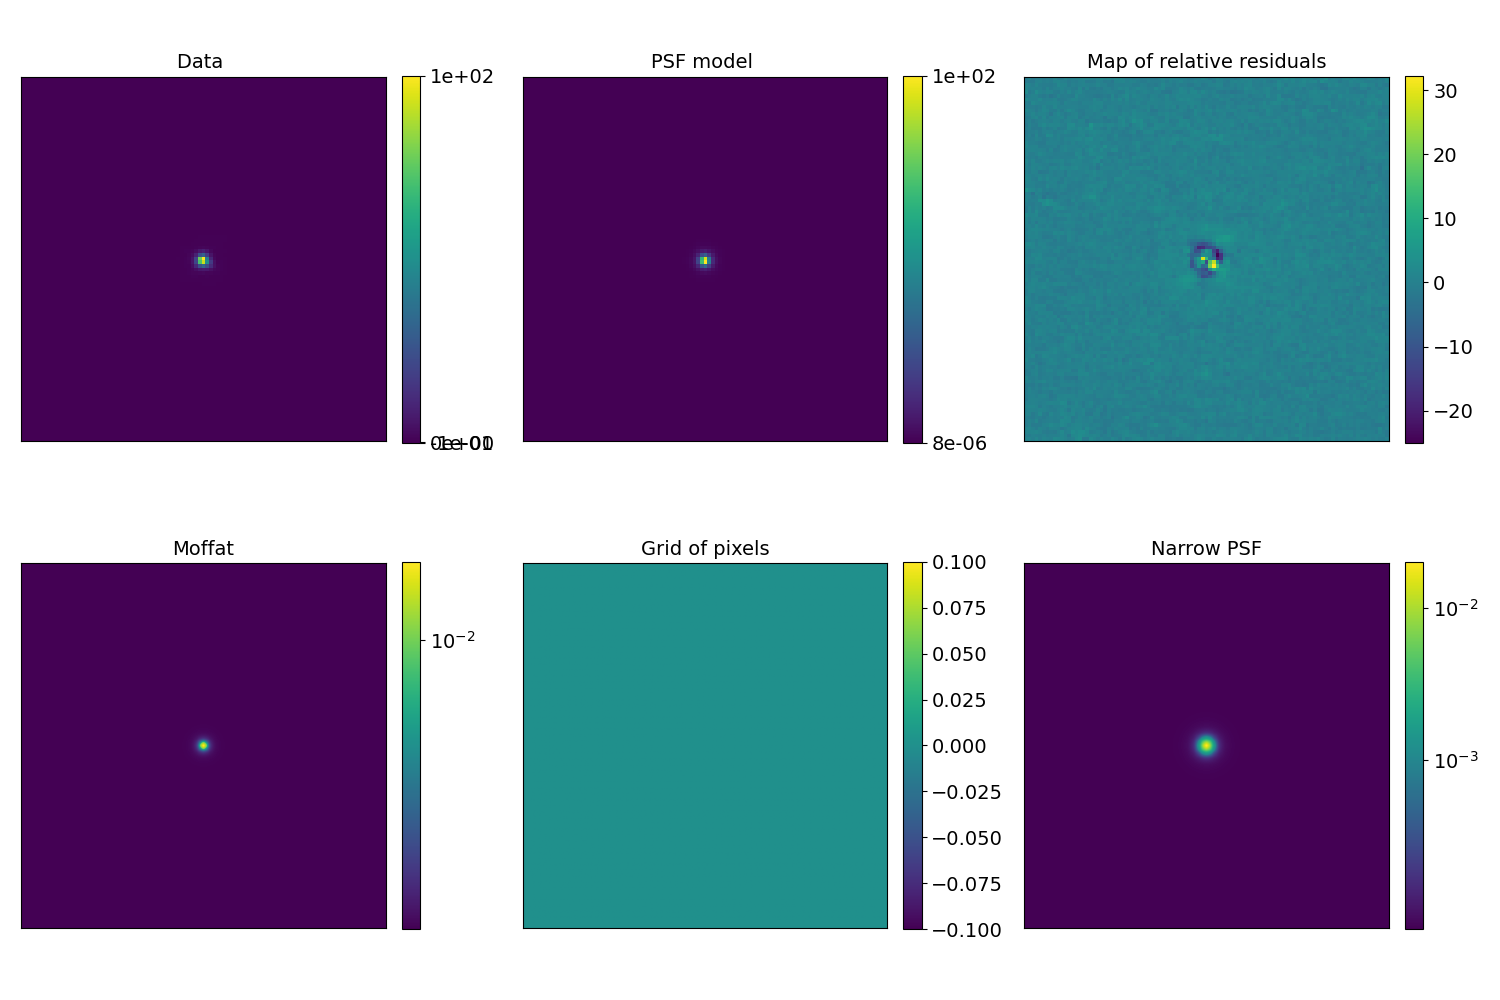 Data
1e+02
0e+00
PSF model
1e+02
8e-06
Map of relative residuals
30
20
10
0
−10
−20
Moffat
10⁻²
Grid of pixels
0.100
0.075
0.050
0.025
0.000
−0.025
−0.050
−0.075
−0.100
Narrow PSF
10⁻²
10⁻³